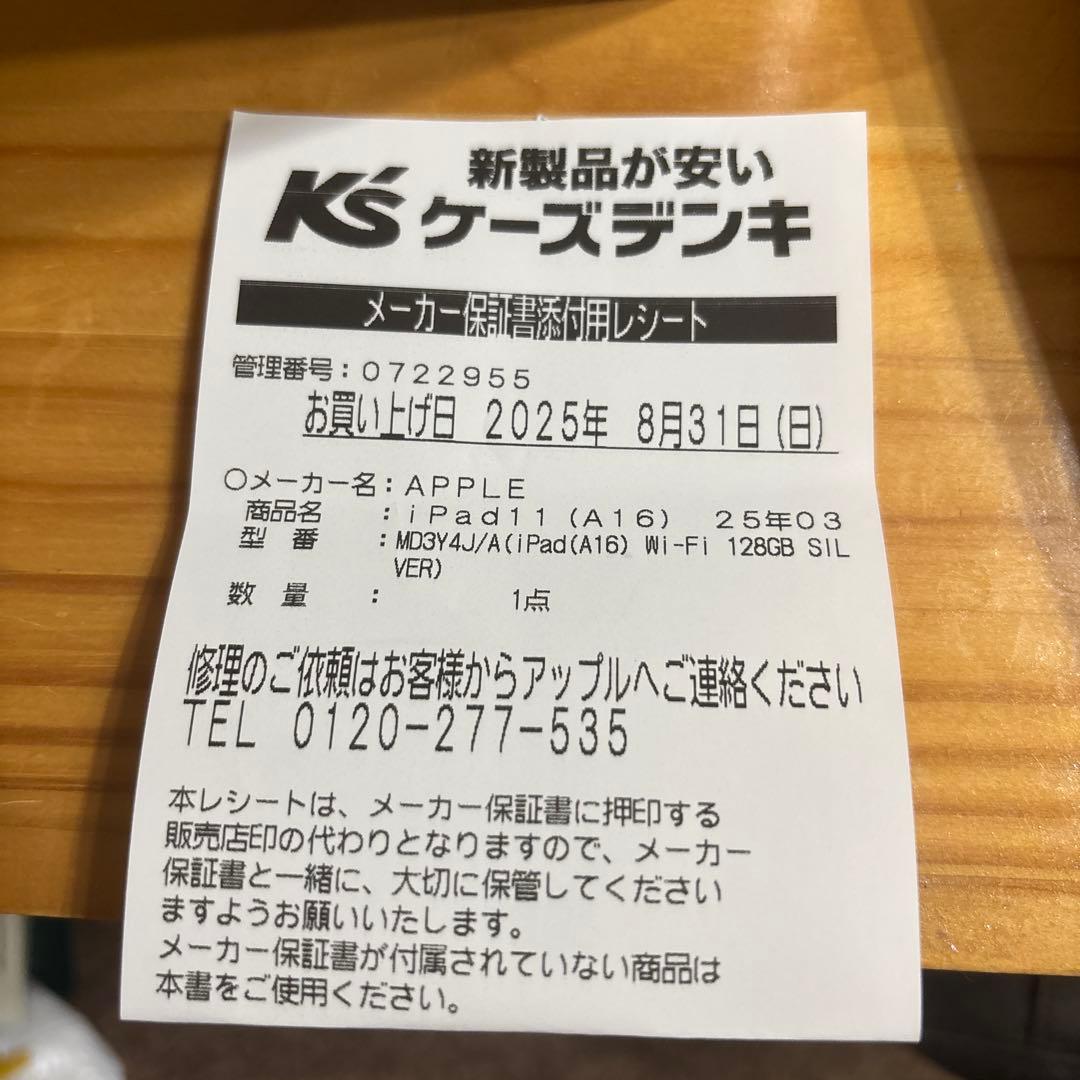 新製品が安い
K's ケーズデンキ
メーカー保証書添付用レシート
管理番号:0722955
お買い上げ日 2025年 8月31日(日)
○メーカー名:APPLE
商品名 :iPad11(A16) 25年03
型 番 :MD3Y4J/A(iPad(A16) Wi-Fi 128GB SIL
VER)
数 量 : 1点
修理のご依頼はお客様からアップルへご連絡ください
TEL 0120-277-535
本レシートは、メーカー保証書に押印する
販売店印の代わりとなりますので、メーカー
保証書と一緒に、大切に保管してください
ますようお願いいたします。
メーカー保証書が付属されていない商品は
本書をご使用ください。